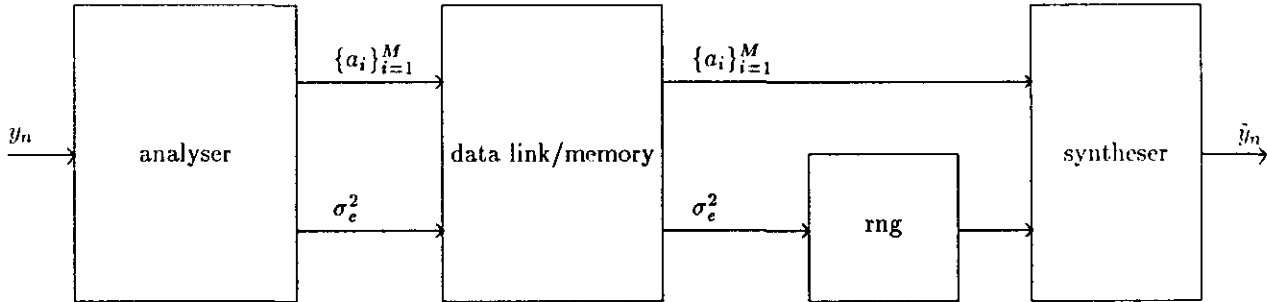 {a_i}_{i=1}^M
{a_i}_{i=1}^M
y_n
analyser
data link/memory
syntheser
ỹ_n
σ_e^2
σ_e^2
rng